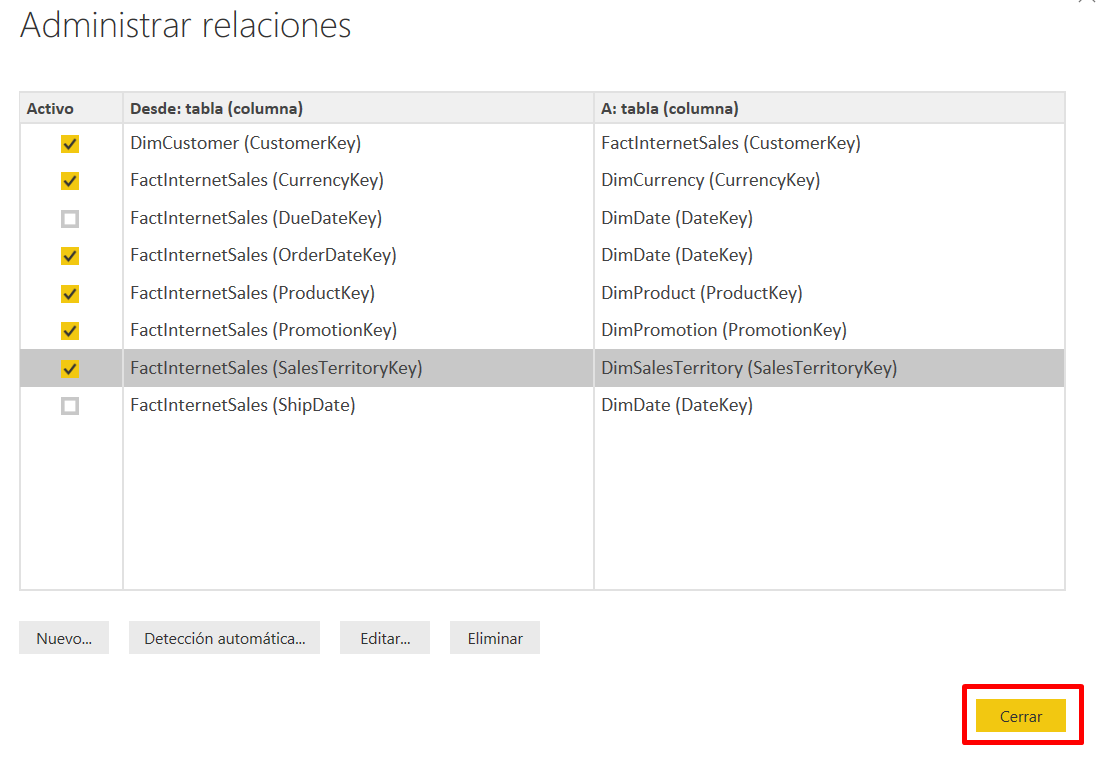 Administrar relaciones
Activo Desde: tabla (columna) A: tabla (columna)
DimCustomer (CustomerKey) FactInternetSales (CustomerKey)
FactInternetSales (CurrencyKey) DimCurrency (CurrencyKey)
FactInternetSales (DueDateKey) DimDate (DateKey)
FactInternetSales (OrderDateKey) DimDate (DateKey)
FactInternetSales (ProductKey) DimProduct (ProductKey)
FactInternetSales (PromotionKey) DimPromotion (PromotionKey)
FactInternetSales (SalesTerritoryKey) DimSalesTerritory (SalesTerritoryKey)
FactInternetSales (ShipDate) DimDate (DateKey)
Nuevo... Detección automática... Editar... Eliminar
Cerrar